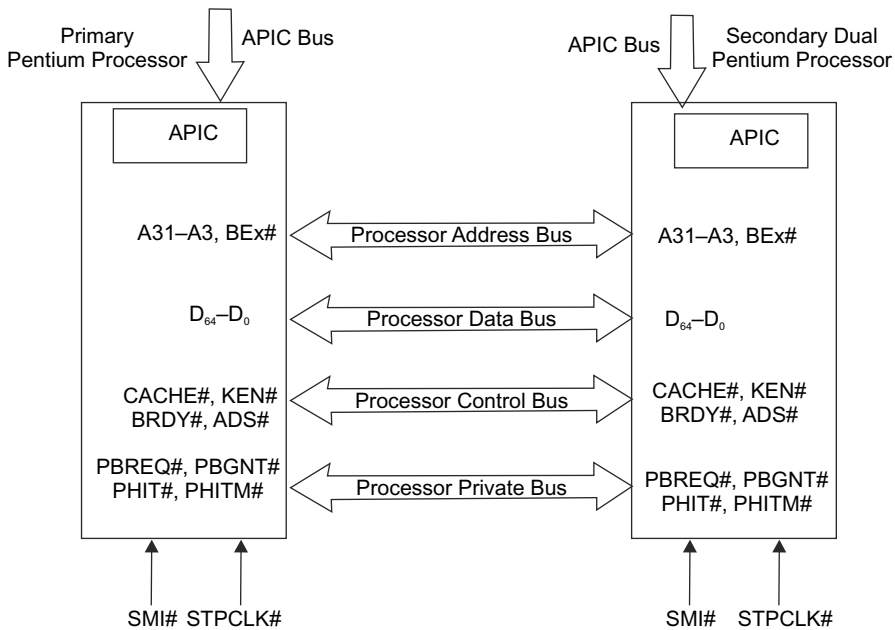 Primary
Pentium Processor
APIC Bus
APIC Bus
Secondary Dual
Pentium Processor
APIC
APIC
A31–A3, BEx#
Processor Address Bus
A31–A3, BEx#
D64–D0
Processor Data Bus
D64–D0
CACHE#, KEN#
BRDY#, ADS#
Processor Control Bus
CACHE#, KEN#
BRDY#, ADS#
PBREQ#, PBGNT#
PHIT#, PHITM#
Processor Private Bus
PBREQ#, PBGNT#
PHIT#, PHITM#
SMI#
STPCLK#
SMI#
STPCLK#